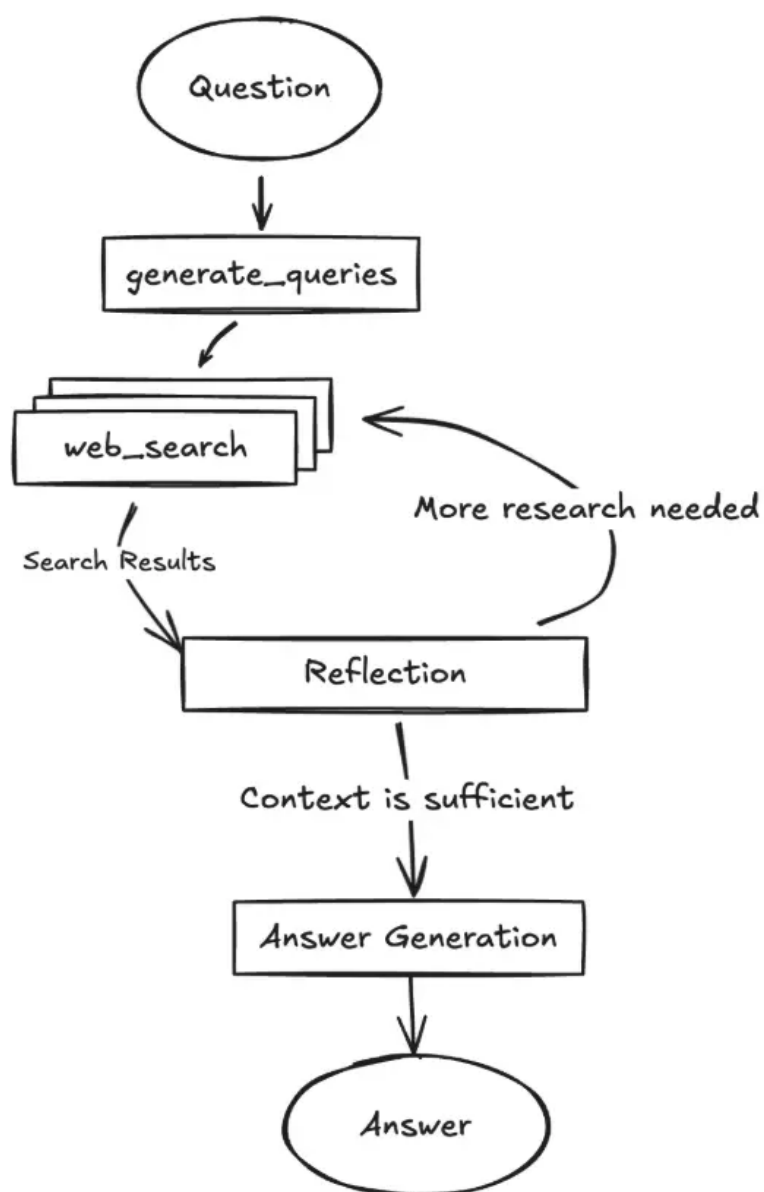 Question
generate_queries
web_search
More research needed
Search Results
Reflection
Context is sufficient
Answer Generation
Answer